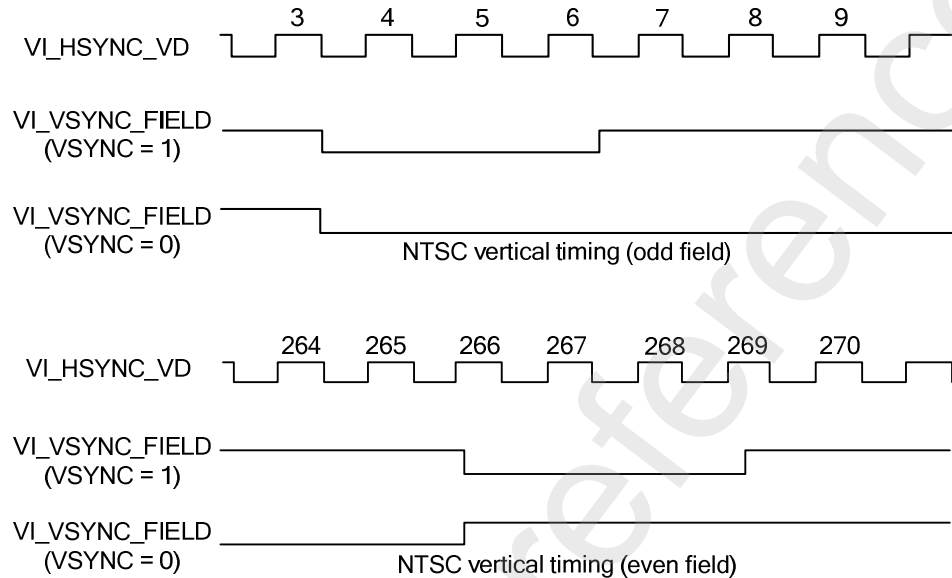 3 4 5 6 7 8 9
VI_HSYNC_VD
VI_VSYNC_FIELD
(VSYNC = 1)
VI_VSYNC_FIELD
(VSYNC = 0)
NTSC vertical timing (odd field)
264 265 266 267 268 269 270
VI_HSYNC_VD
VI_VSYNC_FIELD
(VSYNC = 1)
VI_VSYNC_FIELD
(VSYNC = 0)
NTSC vertical timing (even field)
reference